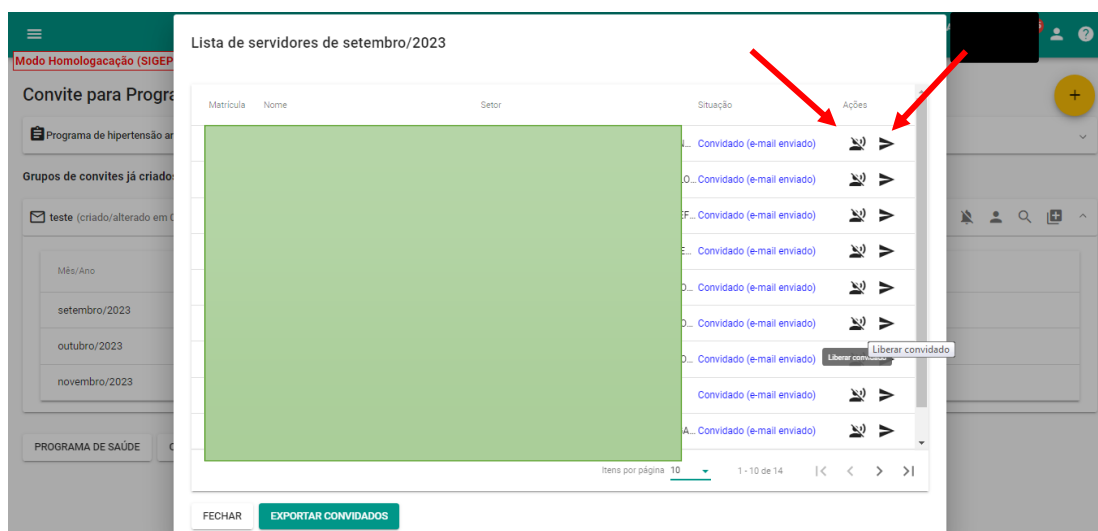 Lista de servidores de setembro/2023
Modo Homologacação (SIGEP
Convite para Progra
Matrícula Nome Setor Situação Ações
Programa de hipertensão ar
Convidado (e-mail enviado)
Grupos de convites já criado
Convidado (e-mail enviado)
teste (criado/alterado em
Convidado (e-mail enviado)
Convidado (e-mail enviado)
Mês/Ano
Convidado (e-mail enviado)
setembro/2023
Convidado (e-mail enviado)
outubro/2023
Convidado (e-mail enviado)
Liberar convidado
Liberar convidado
novembro/2023
Convidado (e-mail enviado)
Convidado (e-mail enviado)
PROGRAMA DE SAÚDE
Itens por página 10 1 - 10 de 14
FECHAR EXPORTAR CONVIDADOS